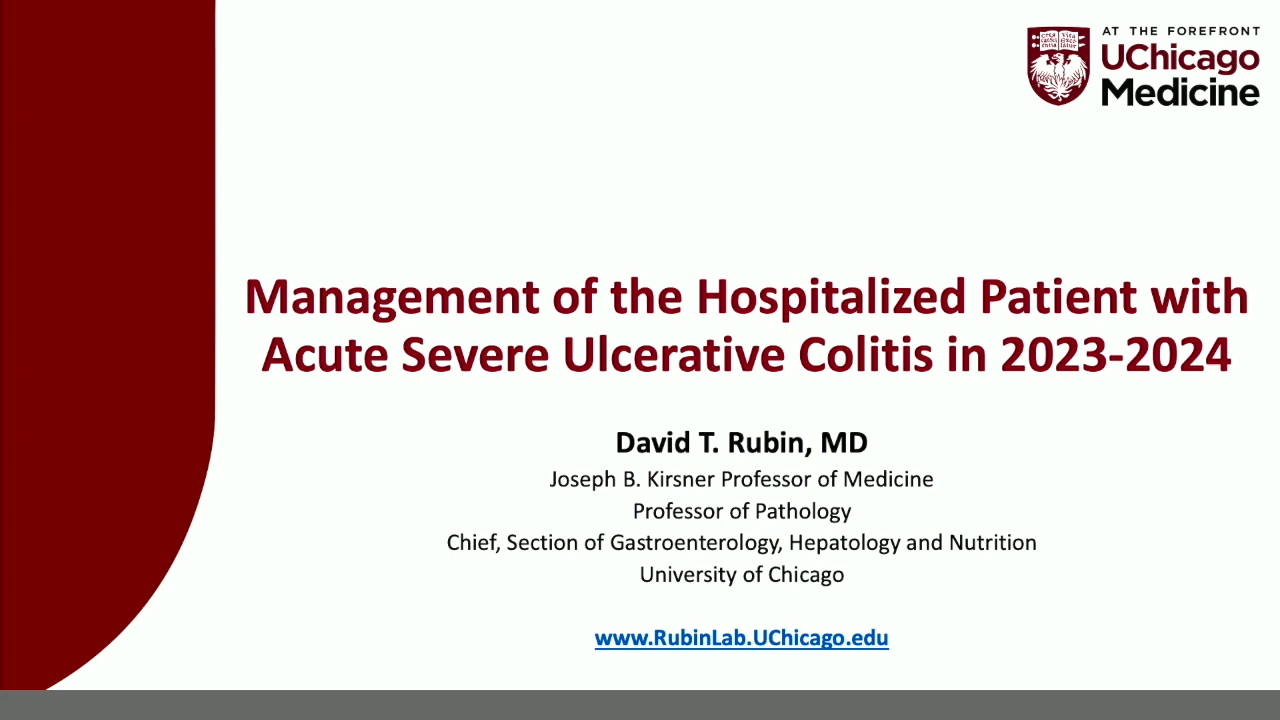 AT THE FOREFRONT
UChicago
Medicine
Management of the Hospitalized Patient with
Acute Severe Ulcerative Colitis in 2023-2024
David T. Rubin, MD
Joseph B. Kirsner Professor of Medicine
Professor of Pathology
Chief, Section of Gastroenterology, Hepatology and Nutrition
University of Chicago
www.RubinLab.UChicago.edu